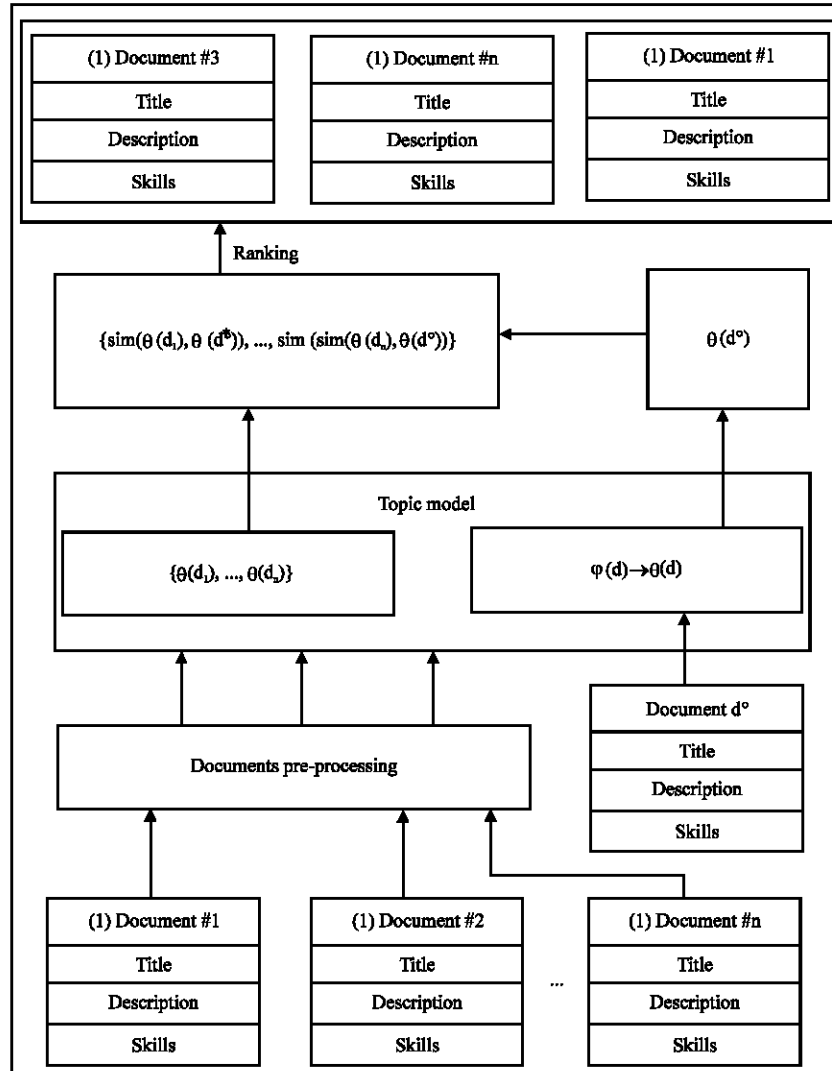 (1) Document #3
Title
Description
Skills
(1) Document #n
Title
Description
Skills
(1) Document #1
Title
Description
Skills
Ranking
{sim(θ (d₁), θ (d*)), ..., sim (sim(θ (dₙ), θ(d°))}
θ (d°)
Topic model
{θ(d₁), ..., θ(dₙ)}
φ (d)→θ(d)
Documents pre-processing
Document d°
Title
Description
Skills
(1) Document #1
Title
Description
Skills
(1) Document #2
Title
Description
Skills
...
(1) Document #n
Title
Description
Skills